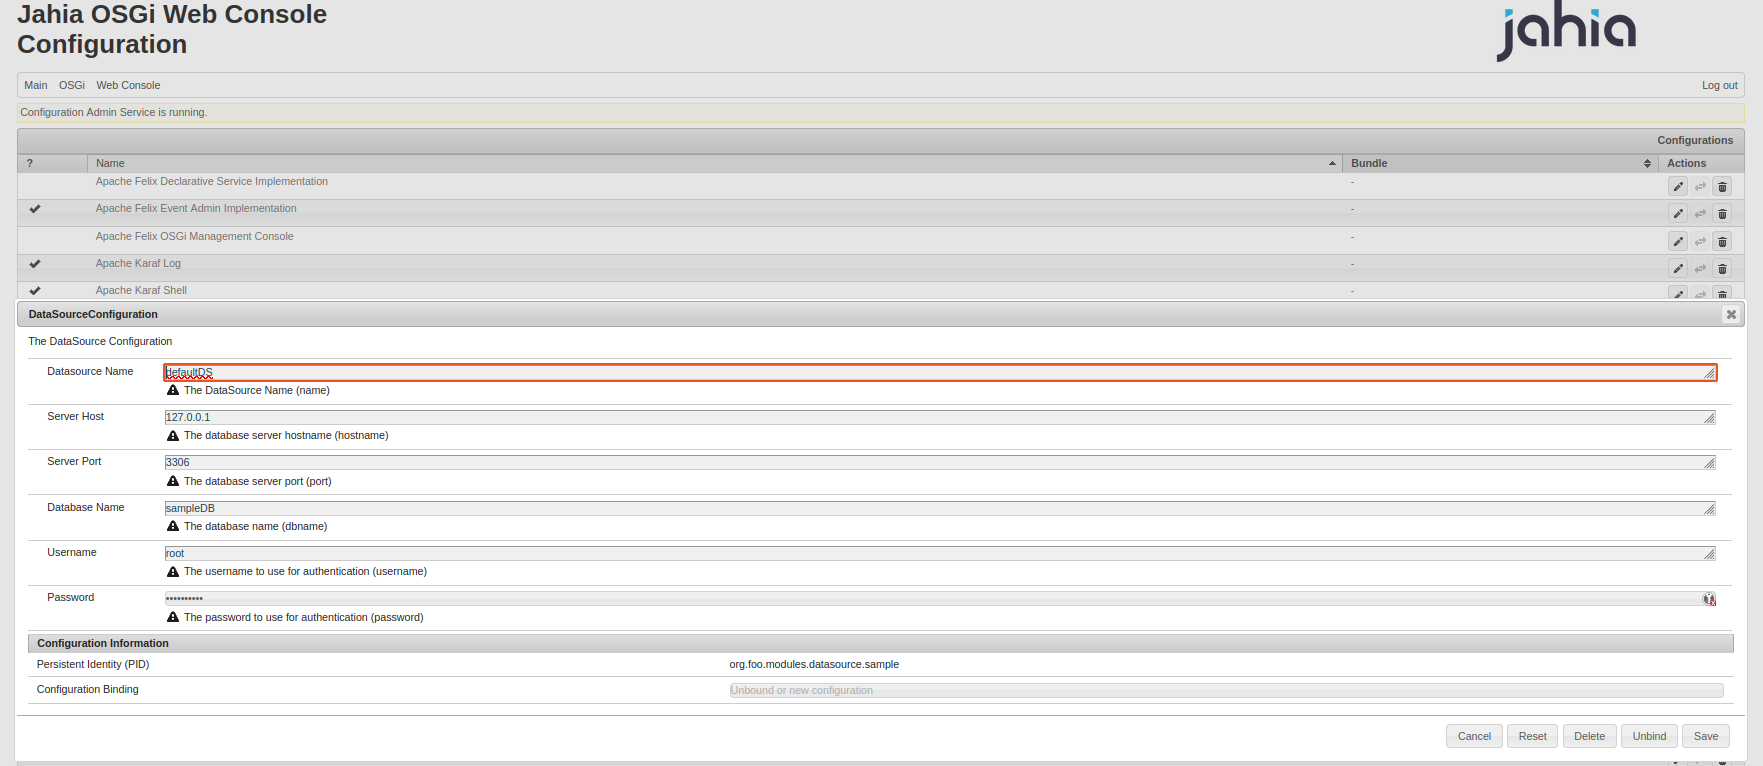 Jahia OSGi Web Console
Configuration
jahia
Main OSGi Web Console Log out
Configuration Admin Service is running.
Configurations
? Name Bundle Actions
Apache Felix Declarative Service Implementation -
Apache Felix Event Admin Implementation -
Apache Felix OSGi Management Console -
Apache Karaf Log -
Apache Karaf Shell -
DataSourceConfiguration
The DataSource Configuration
Datasource Name defaultDS
The DataSource Name (name)
Server Host 127.0.0.1
The database server hostname (hostname)
Server Port 3306
The database server port (port)
Database Name sampleDB
The database name (dbname)
Username root
The username to use for authentication (username)
Password ••••••••••
The password to use for authentication (password)
Configuration Information
Persistent Identity (PID) org.foo.modules.datasource.sample
Configuration Binding Unbound or new configuration
Cancel Reset Delete Unbind Save